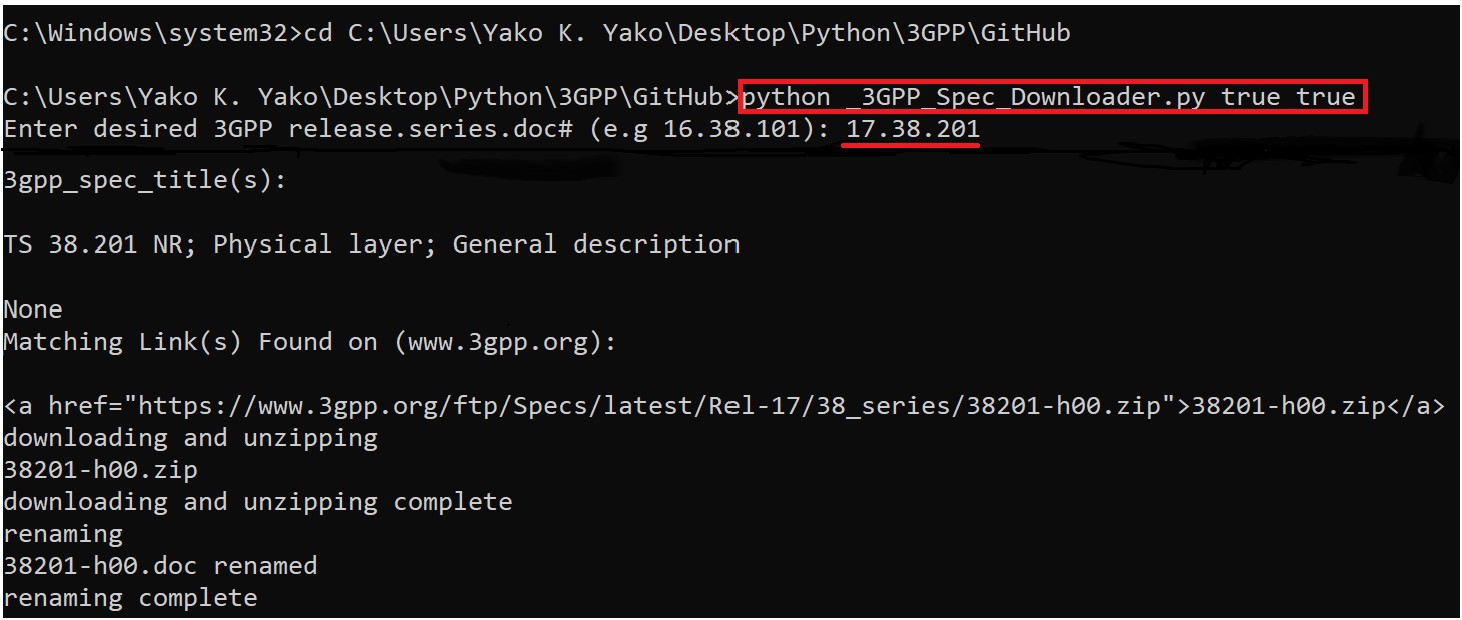 C:\Windows\system32>cd C:\Users\Yako K. Yako\Desktop\Python\3GPP\GitHub
C:\Users\Yako K. Yako\Desktop\Python\3GPP\GitHub>python _3GPP_Spec_Downloader.py true true
Enter desired 3GPP release.series.doc# (e.g 16.38.101): 17.38.201
3gpp_spec_title(s):
TS 38.201 NR; Physical layer; General description
None
Matching Link(s) Found on (www.3gpp.org):
<a href="https://www.3gpp.org/ftp/Specs/latest/Rel-17/38_series/38201-h00.zip">38201-h00.zip</a>
downloading and unzipping
38201-h00.zip
downloading and unzipping complete
renaming
38201-h00.doc renamed
renaming complete